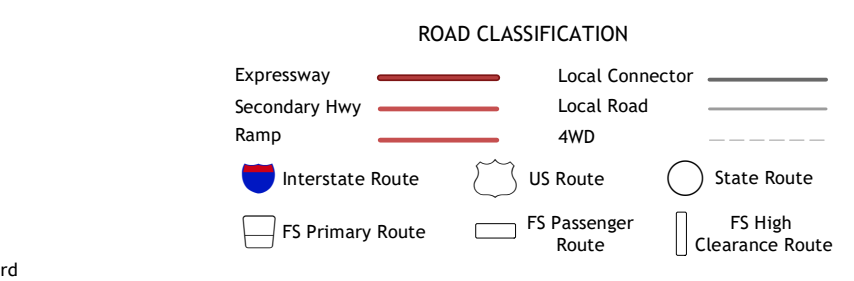 ROAD CLASSIFICATION
Expressway
Local Connector
Secondary Hwy
Local Road
Ramp
4WD
Interstate Route
US Route
State Route
FS Primary Route
FS Passenger
Route
FS High
Clearance Route
rd